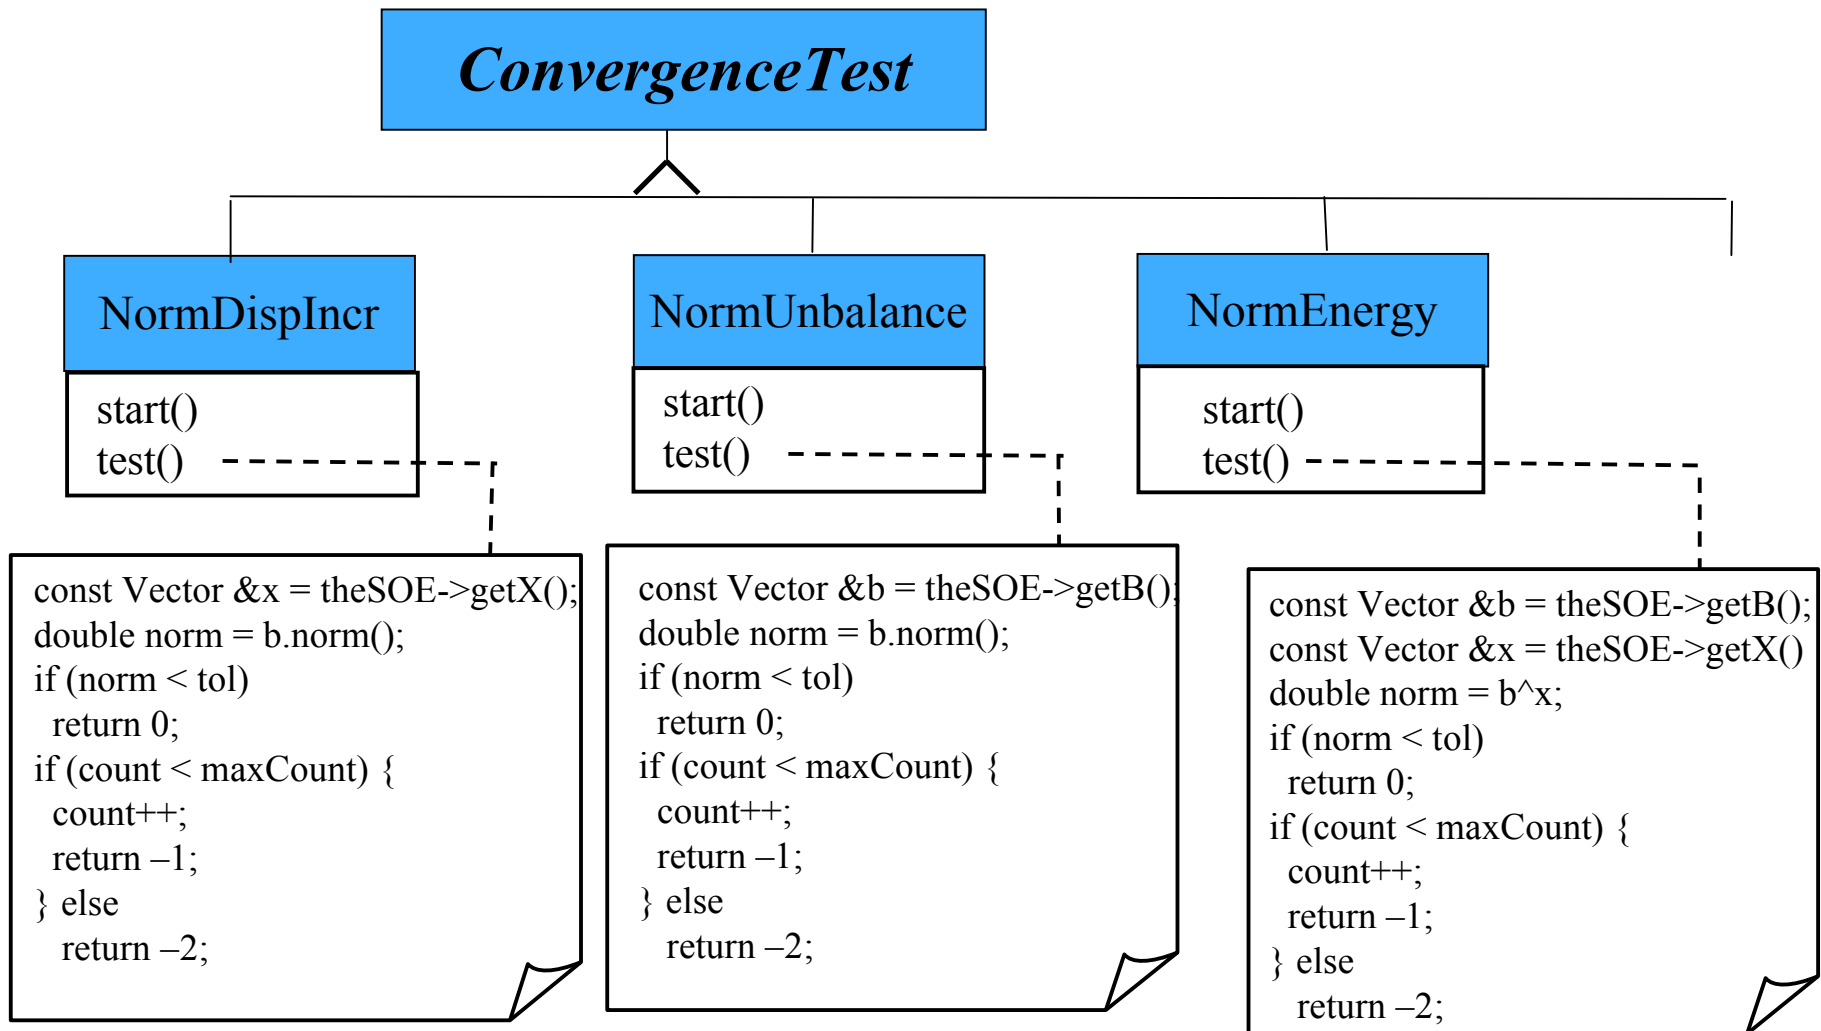 ConvergenceTest
NormDispIncr
start()
test()
NormUnbalance
start()
test()
NormEnergy
start()
test()
const Vector &x = theSOE->getX();
double norm = b.norm();
if (norm < tol)
return 0;
if (count < maxCount) {
count++;
return –1;
} else
return –2;
const Vector &b = theSOE->getB();
double norm = b.norm();
if (norm < tol)
return 0;
if (count < maxCount) {
count++;
return –1;
} else
return –2;
const Vector &b = theSOE->getB();
const Vector &x = theSOE->getX()
double norm = b^x;
if (norm < tol)
return 0;
if (count < maxCount) {
count++;
return –1;
} else
return –2;